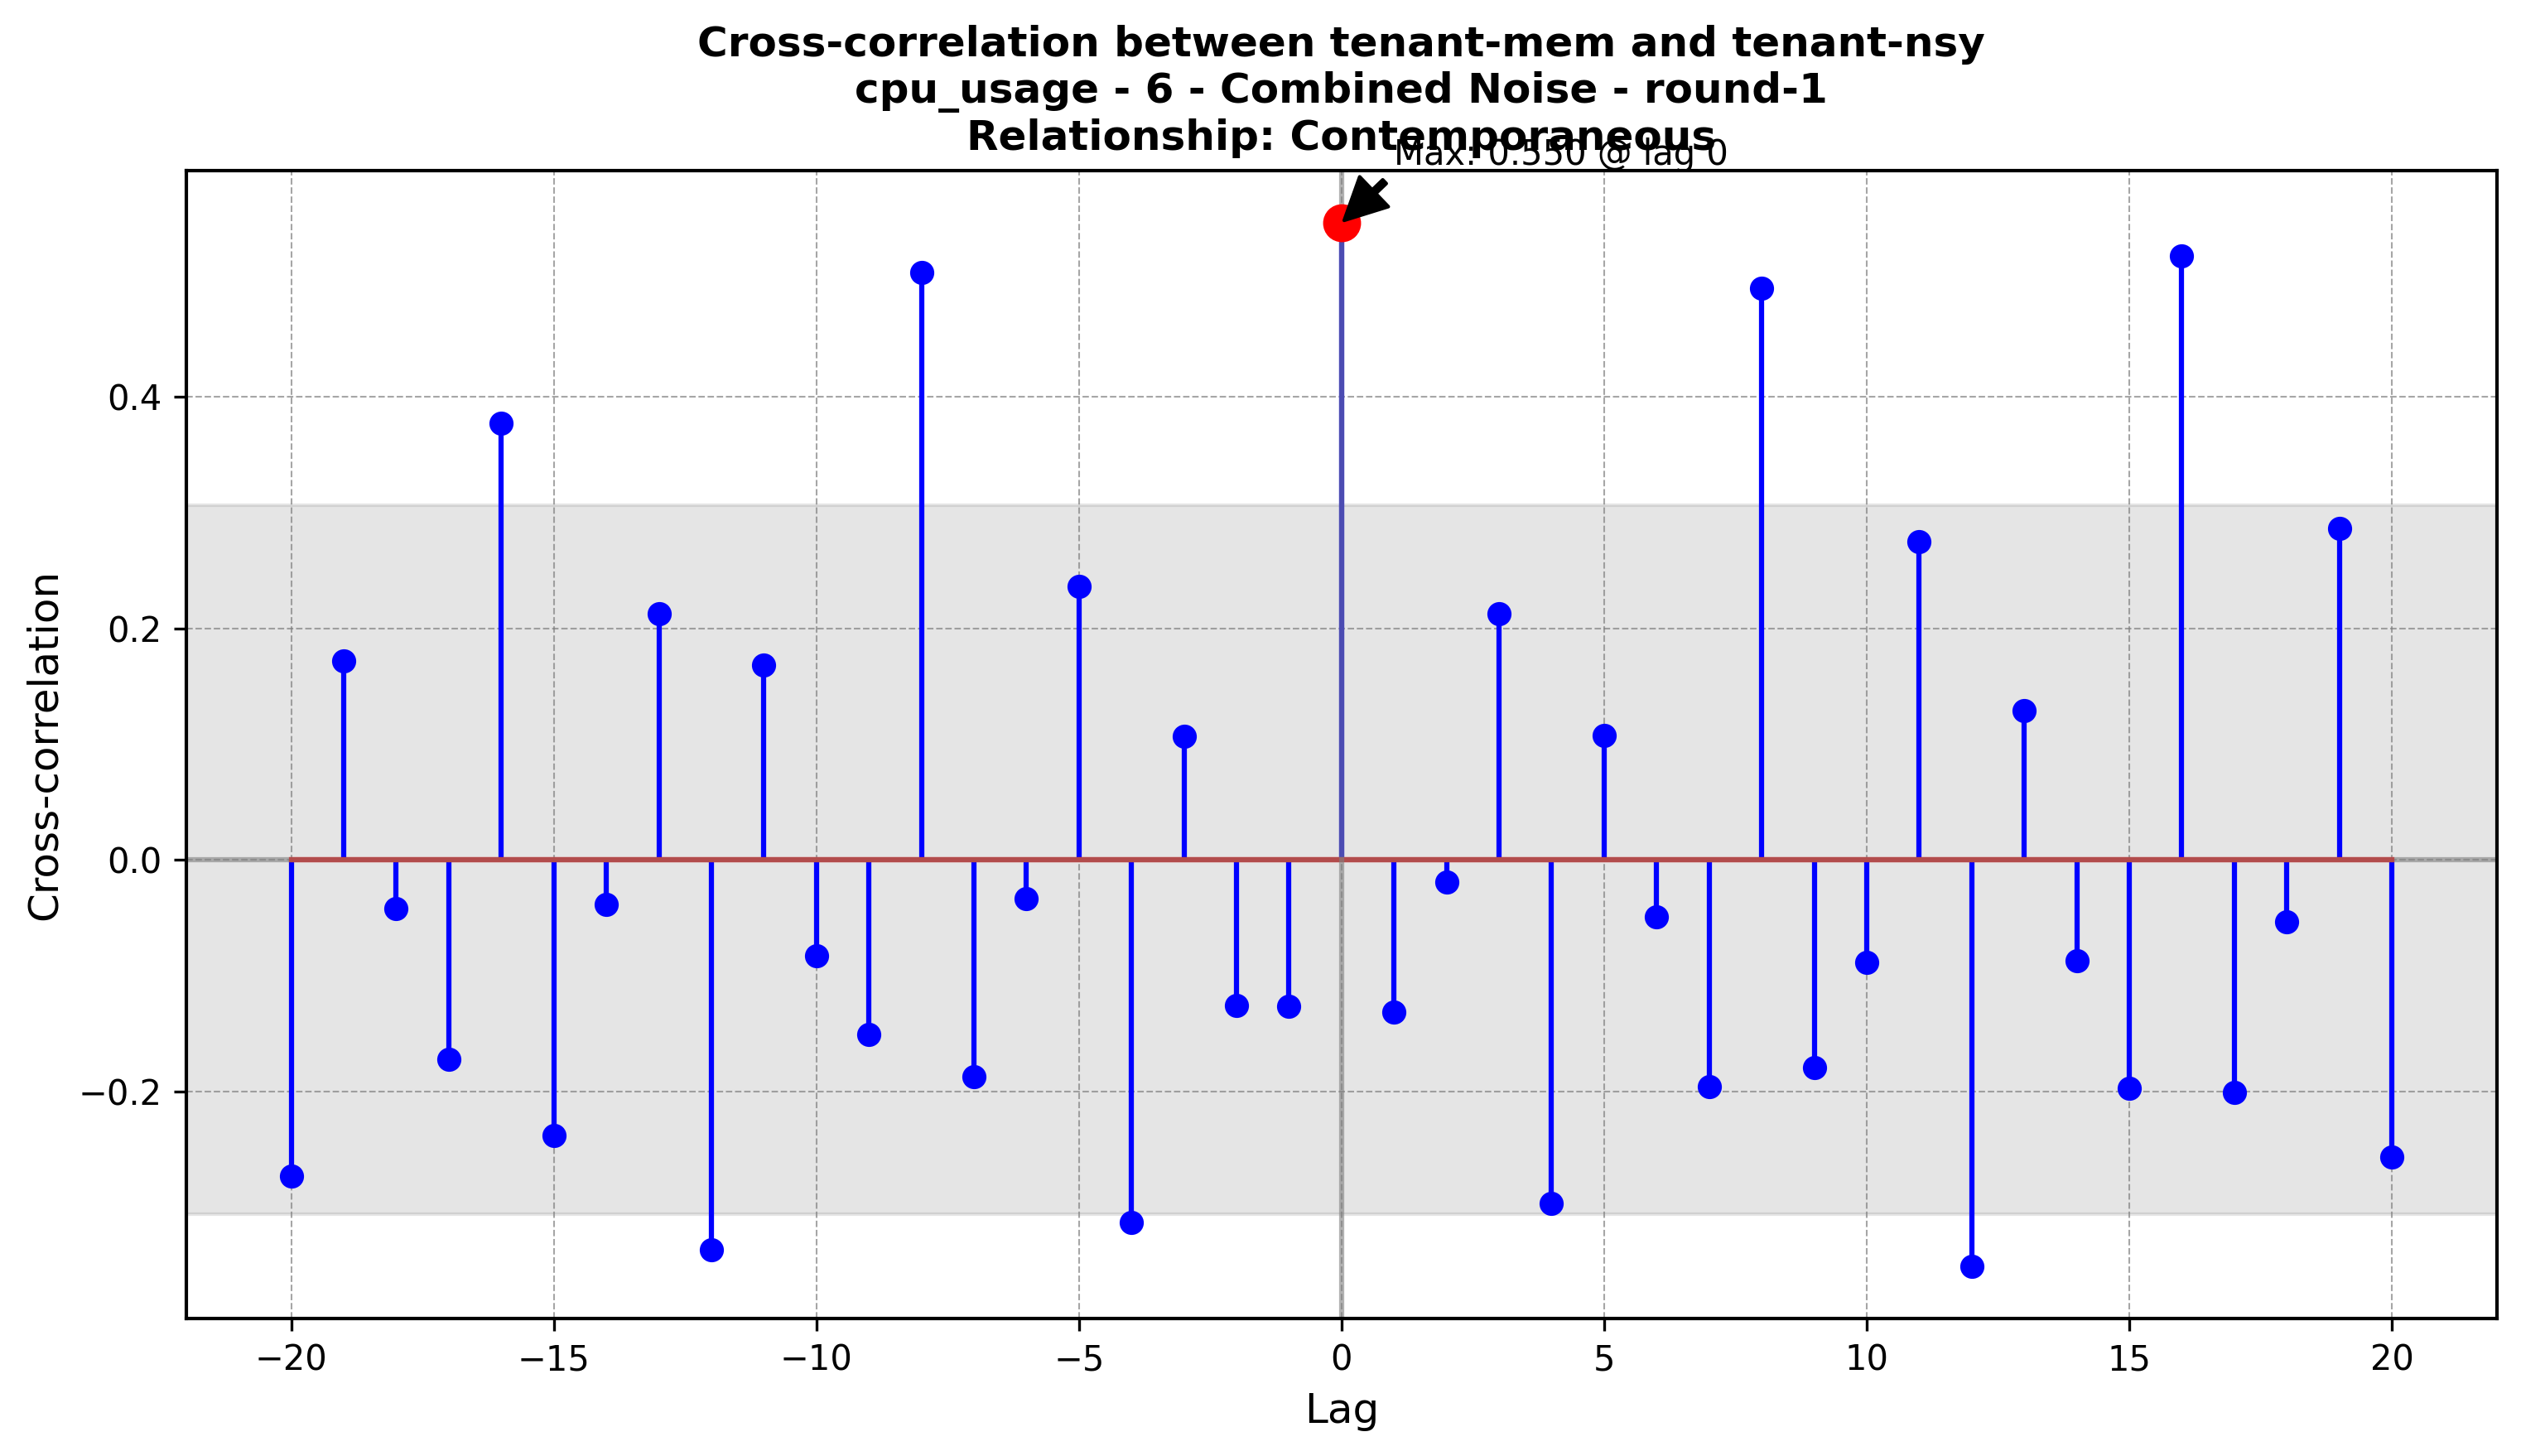 Cross-correlation between tenant-mem and tenant-nsy
cpu_usage - 6 - Combined Noise - round-1
Relationship: Contemporaneous
Max: 0.550 @ lag 0
Cross-correlation
0.4
0.2
0.0
−0.2
−20
−15
−10
−5
0
5
10
15
20
Lag